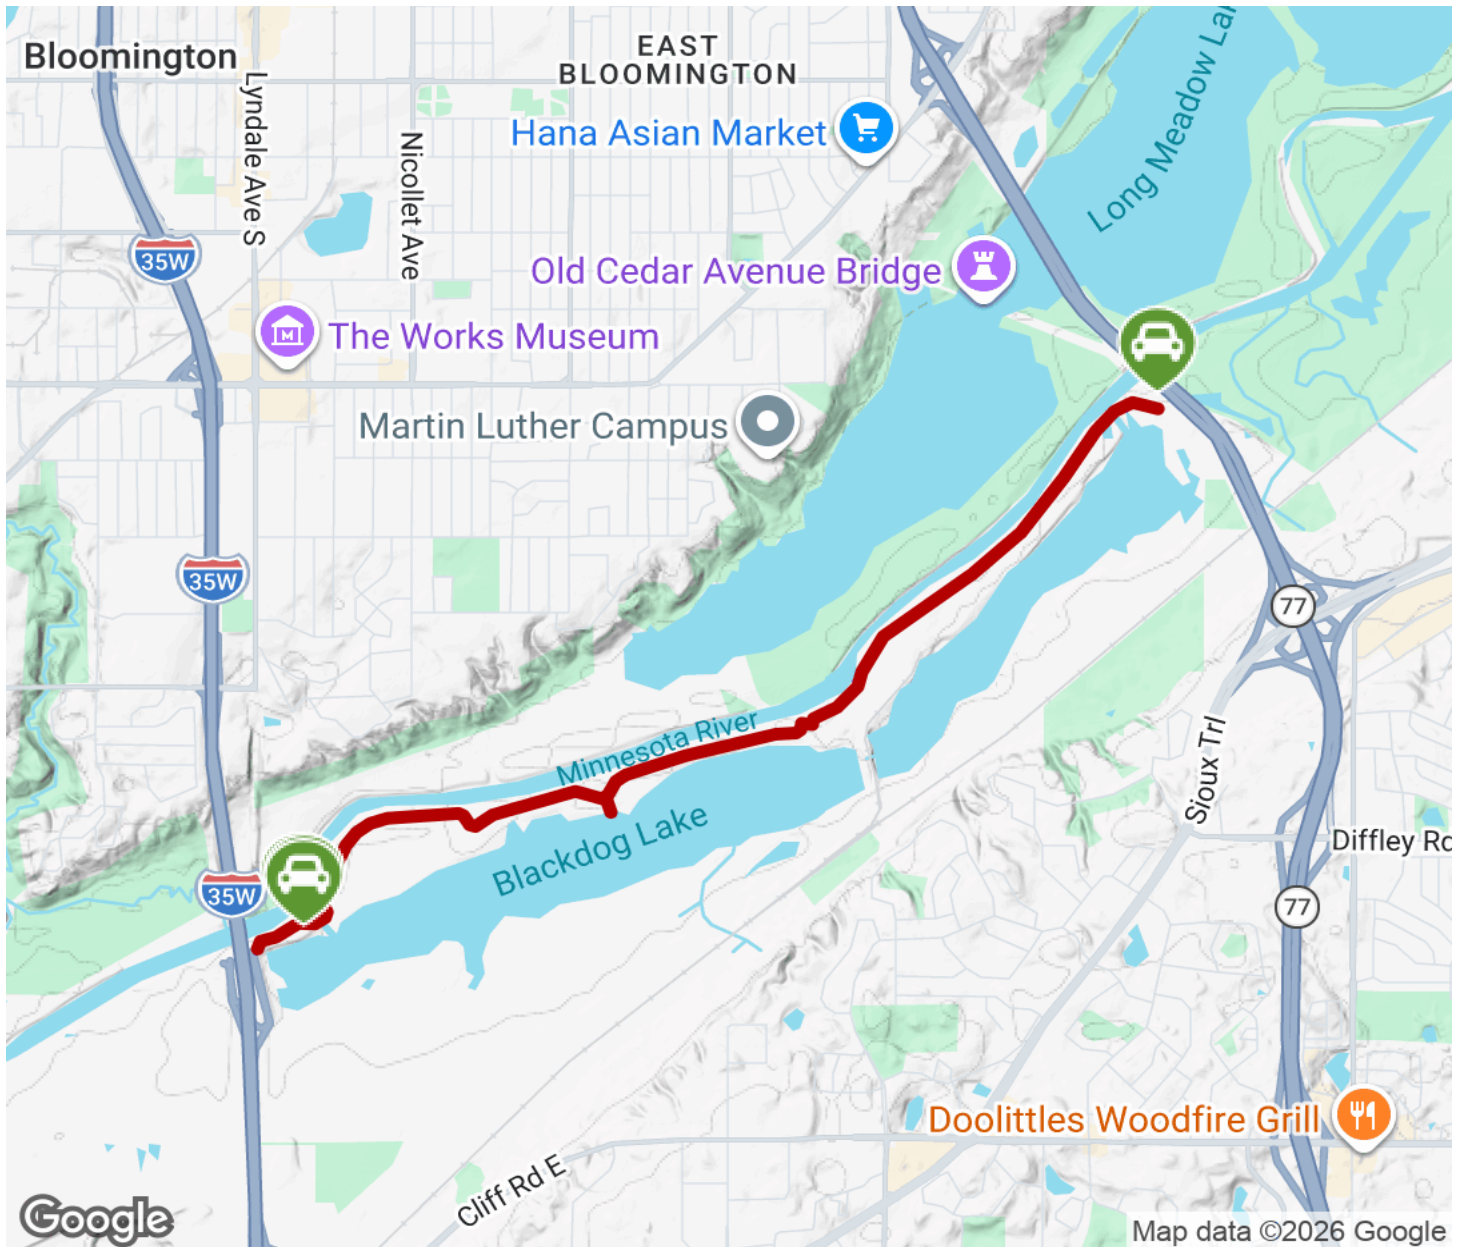 Bloomington
EAST
BLOOMINGTON
Lyndale Ave S
Nicollet Ave
Hana Asian Market
Long Meadow Lak
35W
Old Cedar Avenue Bridge
The Works Museum
Martin Luther Campus
35W
77
Minnesota River
Sioux Trl
Blackdog Lake
Diffley Rd
35W
77
Doolittles Woodfire Grill
Cliff Rd E
Google
Map data ©2026 Google